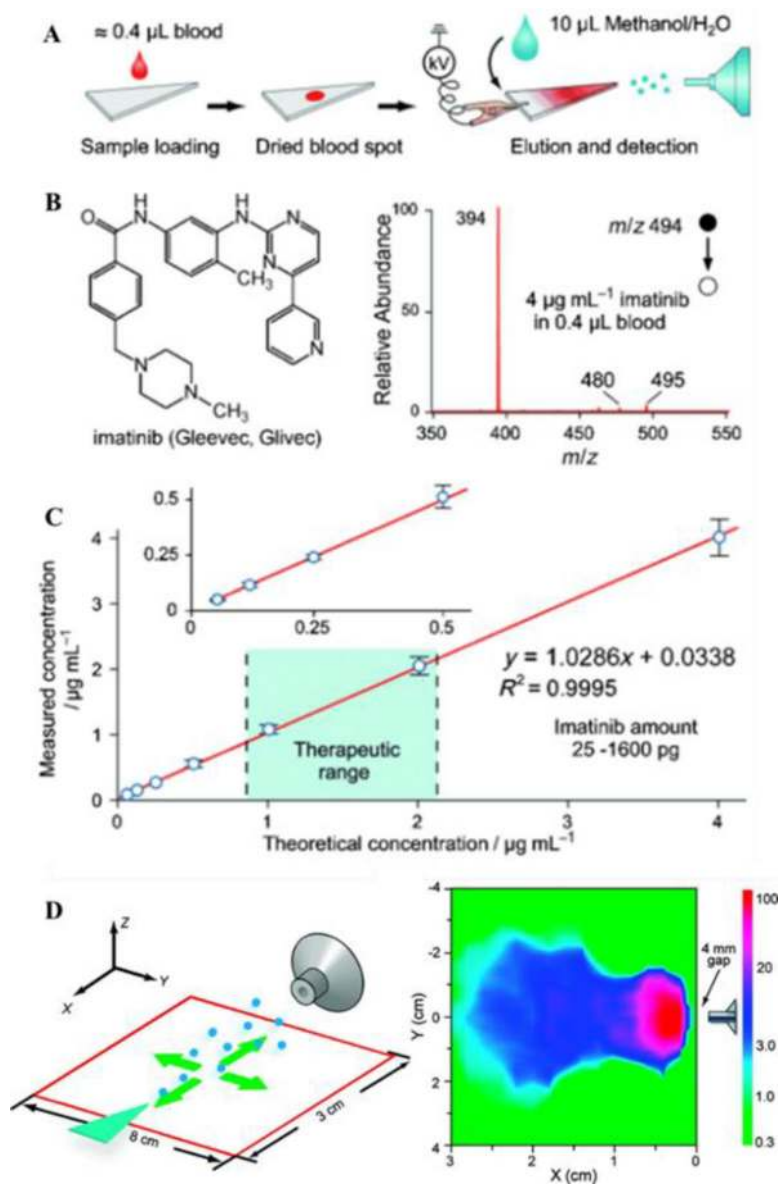 A
≈ 0.4 µL blood
kV
10 µL Methanol/H₂O
Sample loading
Dried blood spot
Elution and detection
B
O
H
N
H
N
N
N
CH₃
N
N
N
CH₃
imatinib (Gleevec, Glivec)
Relative Abundance
100
50
0
394
m/z 494
4 µg mL⁻¹ imatinib
in 0.4 µL blood
480
495
350
400
450
500
550
m/z
C
Measured concentration
/ µg mL⁻¹
4
3
2
1
0
0.5
0.25
0
0
0.25
0.5
y = 1.0286x + 0.0338
R² = 0.9995
Imatinib amount
25 -1600 pg
Therapeutic
range
0
1
2
3
4
Theoretical concentration / µg mL⁻¹
D
Z
Y
X
8 cm
3 cm
Y (cm)
-4
-2
0
2
4
3
2
1
0
X (cm)
4 mm
gap
100
20
3.0
1.0
0.3